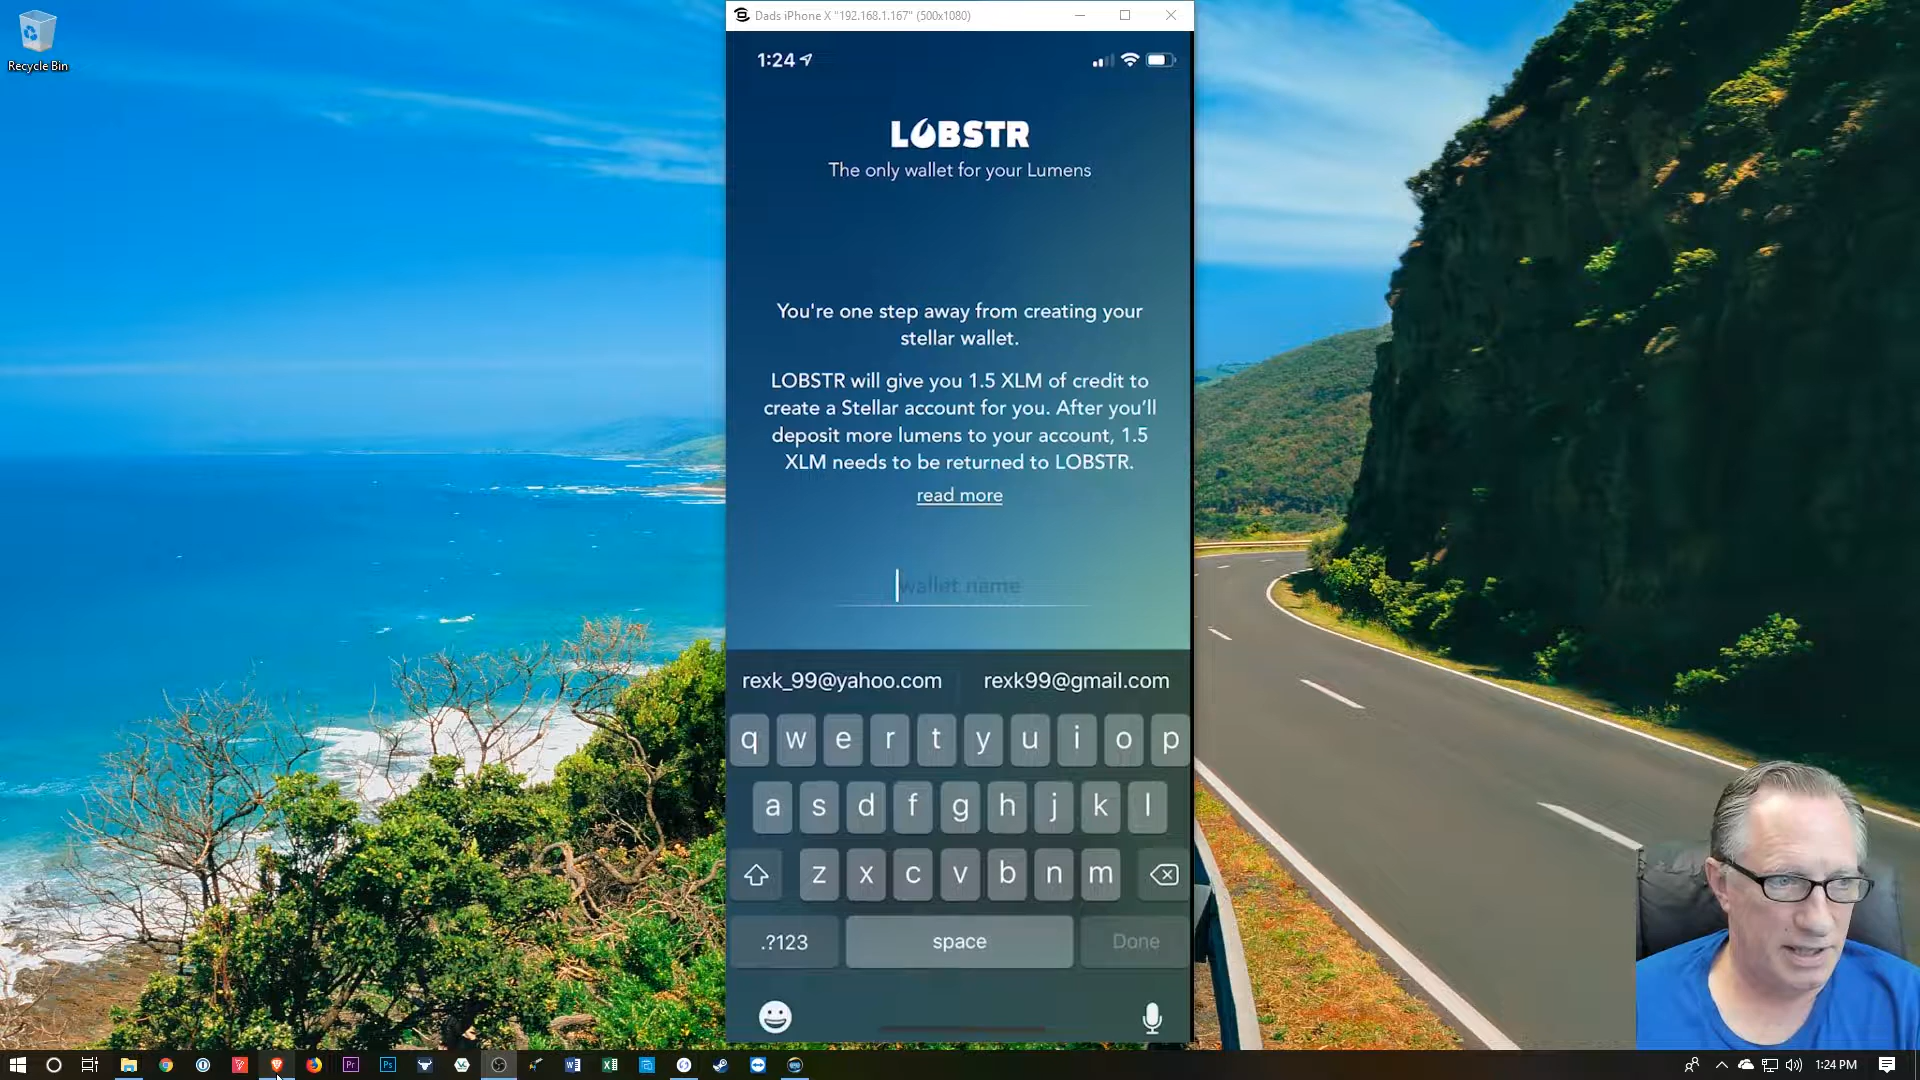 Recycle Bin
Dads iPhone X "192.168.1.167" (500x1080)
1:24
LOBSTR
The only wallet for your Lumens
You're one step away from creating your
stellar wallet.
LOBSTR will give you 1.5 XLM of credit to
create a Stellar account for you. After you'll
deposit more lumens to your account, 1.5
XLM needs to be returned to LOBSTR.
read more
wallet name
rexk_99@yahoo.com rexk99@gmail.com
q w e r t y u i o p
a s d f g h j k l
z x c v b n m
.?123 space Done
Pr Ps
1:24 PM